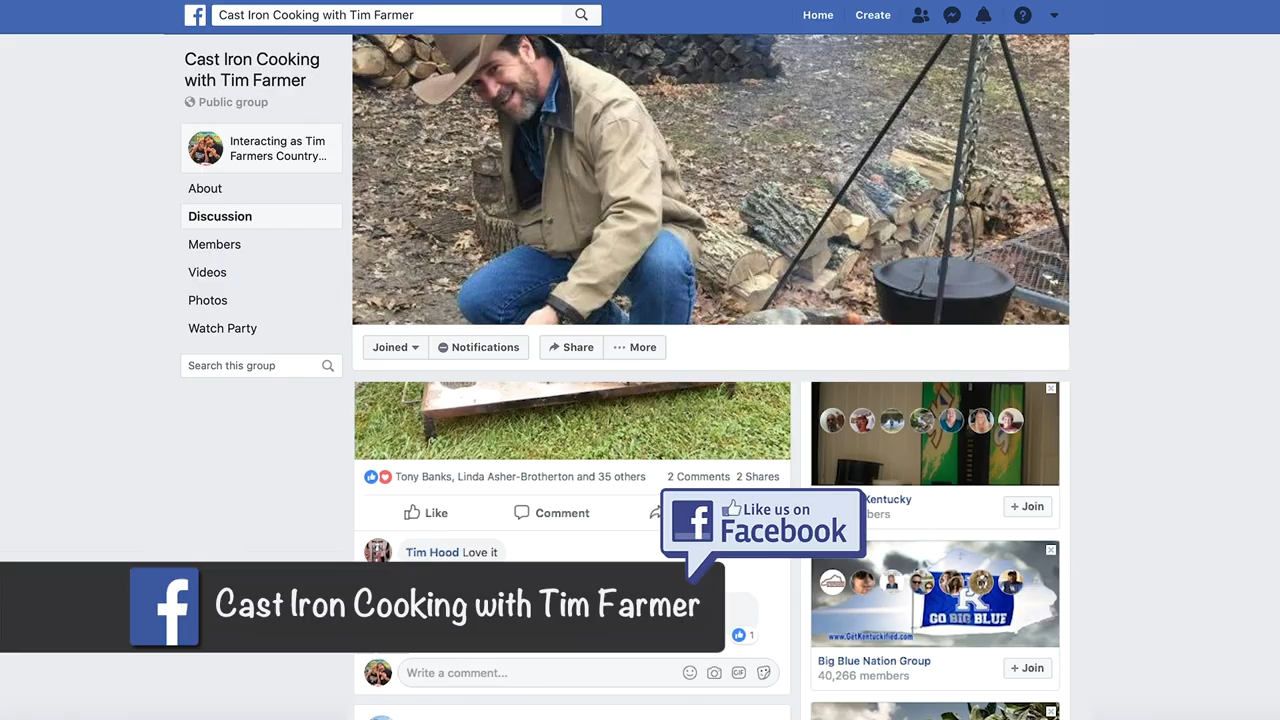 Cast Iron Cooking with Tim Farmer
Home
Create
Cast Iron Cooking
with Tim Farmer
Public group
Interacting as Tim
Farmers Country...
About
Discussion
Members
Videos
Photos
Watch Party
Search this group
Joined
Notifications
Share
More
Tony Banks, Linda Asher-Brotherton and 35 others
2 Comments 2 Shares
Like
Comment
Tim Hood Love it
1
Write a comment...
GIF
Like us on
Facebook
Cast Iron Cooking with Tim Farmer
Kentucky
+ Join
GO BIG BLUE
www.GetKentuckified.com
Big Blue Nation Group
40,266 members
+ Join